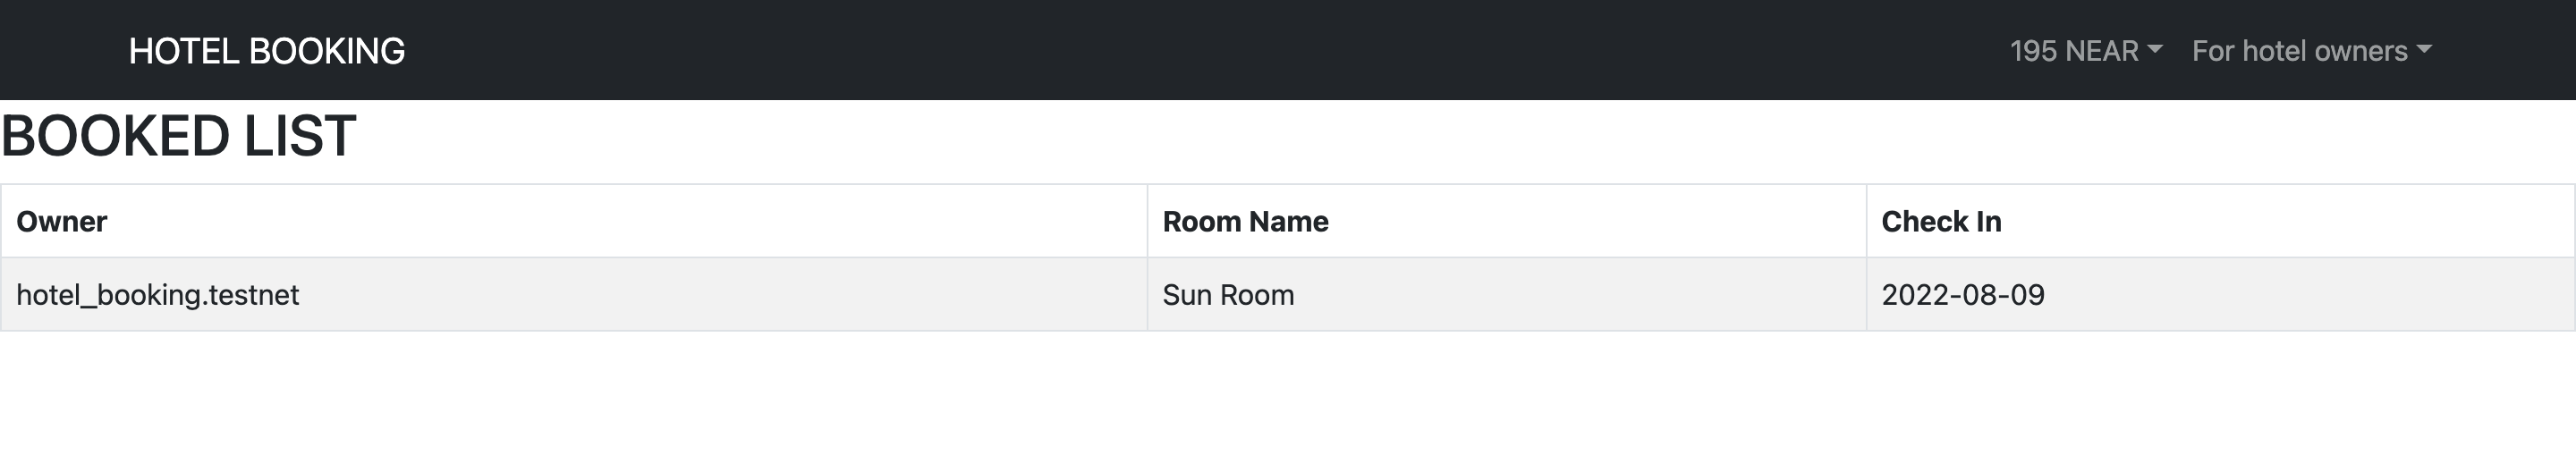 HOTEL BOOKING 195 NEAR For hotel owners
BOOKED LIST
Owner Room Name Check In
hotel_booking.testnet Sun Room 2022-08-09